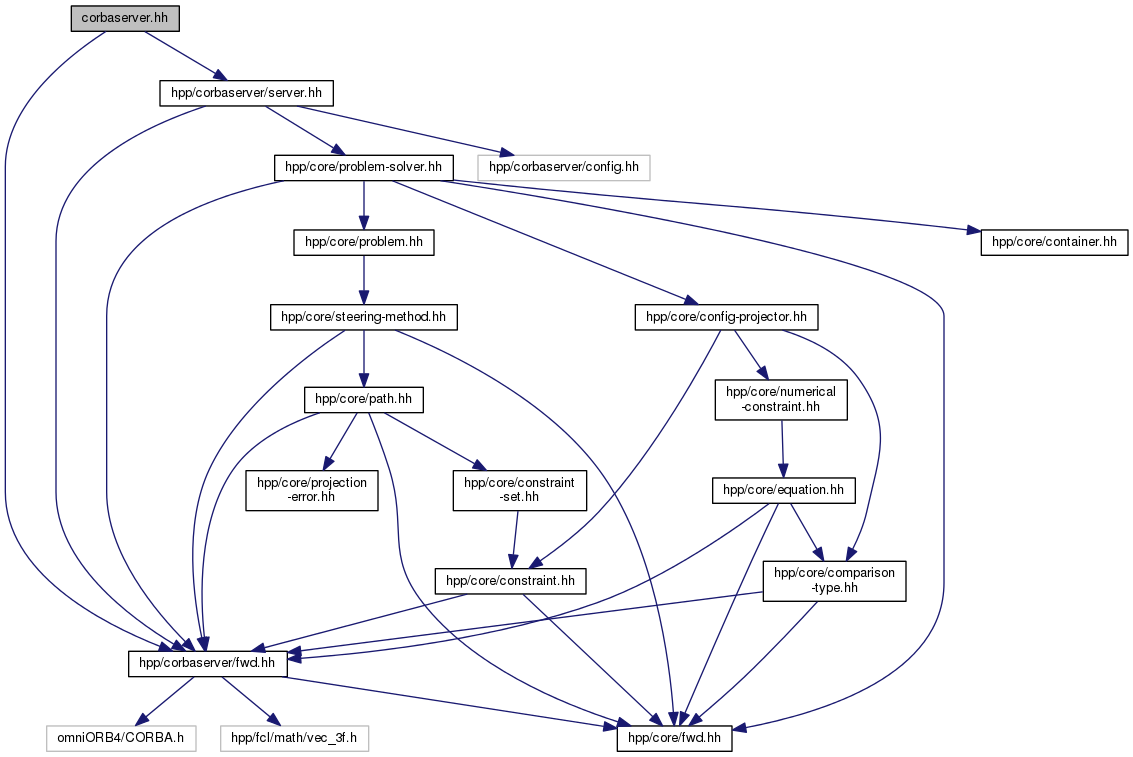 corbaserver.hh
hpp/corbaserver/server.hh
hpp/core/problem-solver.hh
hpp/corbaserver/config.hh
hpp/core/problem.hh
hpp/core/container.hh
hpp/core/steering-method.hh
hpp/core/config-projector.hh
hpp/core/path.hh
hpp/core/numerical
-constraint.hh
hpp/core/projection
-error.hh
hpp/core/constraint
-set.hh
hpp/core/equation.hh
hpp/core/constraint.hh
hpp/core/comparison
-type.hh
hpp/corbaserver/fwd.hh
omniORB4/CORBA.h
hpp/fcl/math/vec_3f.h
hpp/core/fwd.hh